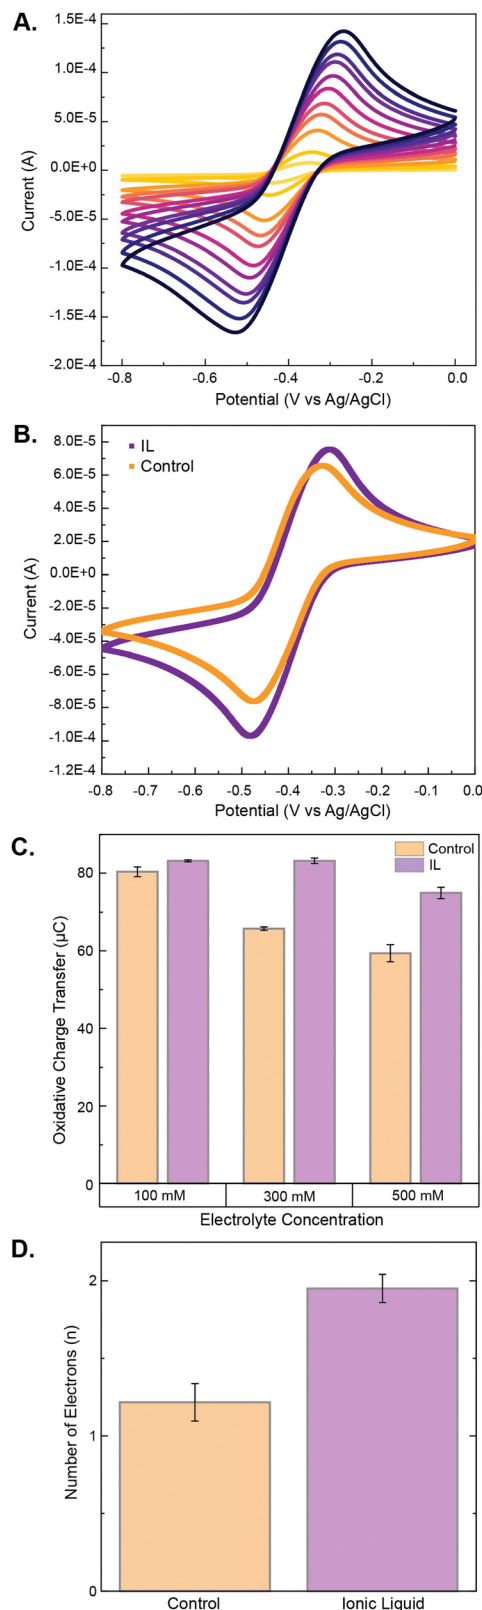 A.
1.5E-4
1.0E-4
5.0E-5
0.0E+0
-5.0E-5
-1.0E-4
-1.5E-4
-2.0E-4
Current (A)
-0.8 -0.6 -0.4 -0.2 0.0
Potential (V vs Ag/AgCl)
B.
IL
Control
8.0E-5
6.0E-5
4.0E-5
2.0E-5
0.0E+0
-2.0E-5
-4.0E-5
-6.0E-5
-8.0E-5
-1.0E-4
-1.2E-4
Current (A)
-0.8 -0.7 -0.6 -0.5 -0.4 -0.3 -0.2 -0.1 0.0
Potential (V vs Ag/AgCl)
C.
Control
IL
80
60
40
20
0
Oxidative Charge Transfer (µC)
100 mM 300 mM 500 mM
Electrolyte Concentration
D.
2
1
0
Number of Electrons (n)
Control Ionic Liquid